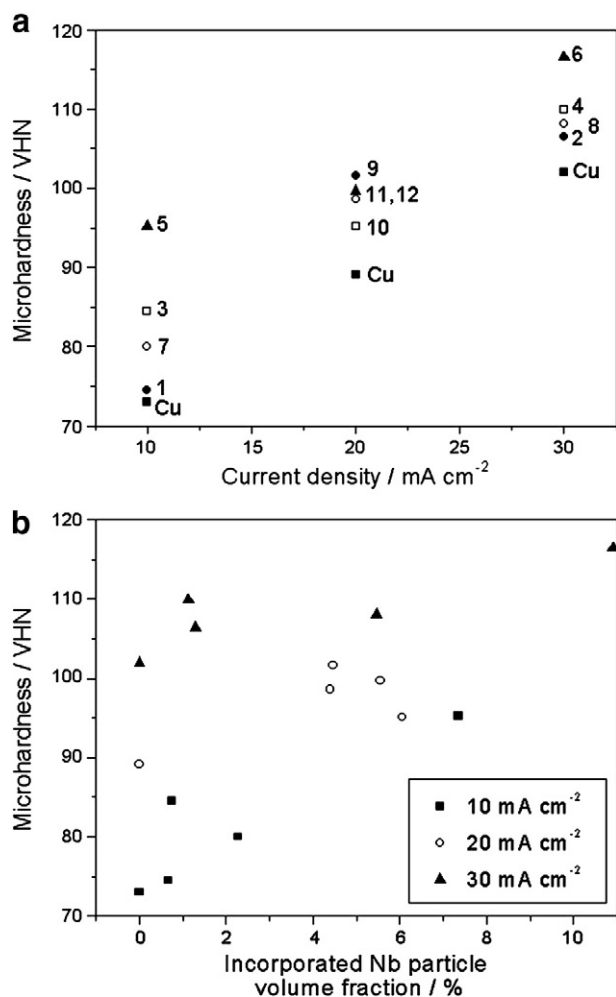 a
120
110
100
90
80
70
Microhardness / VHN
5
3
7
1
Cu
9
11,12
10
Cu
6
4
8
2
Cu
10 15 20 25 30
Current density / mA cm⁻²
b
120
110
100
90
80
70
Microhardness / VHN
10 mA cm⁻²
20 mA cm⁻²
30 mA cm⁻²
0 2 4 6 8 10
Incorporated Nb particle
volume fraction / %